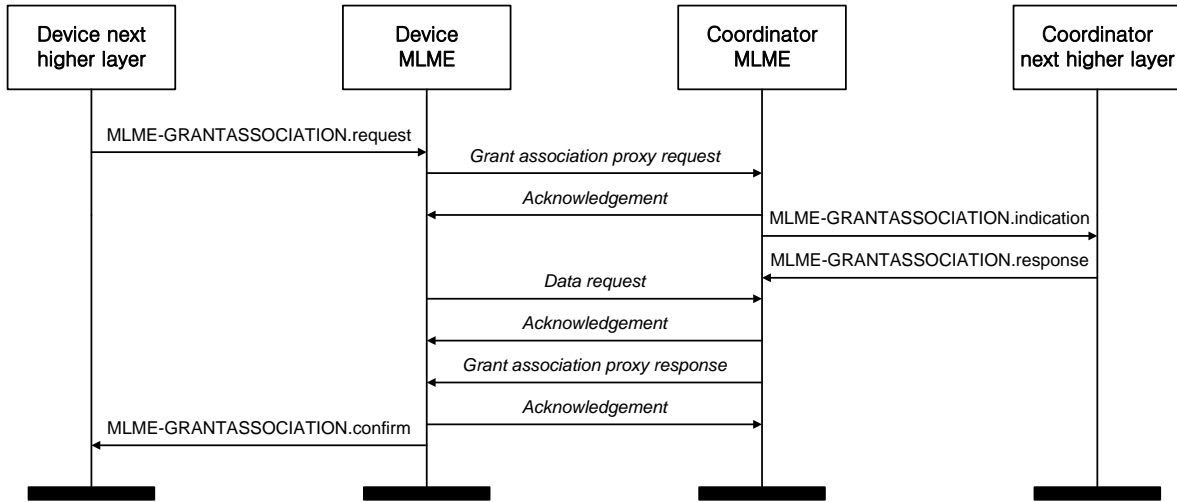 Device next
higher layer
Device
MLME
Coordinator
MLME
Coordinator
next higher layer
MLME-GRANTASSOCIATION.request
Grant association proxy request
Acknowledgement
MLME-GRANTASSOCIATION.indication
MLME-GRANTASSOCIATION.response
Data request
Acknowledgement
Grant association proxy response
Acknowledgement
MLME-GRANTASSOCIATION.confirm